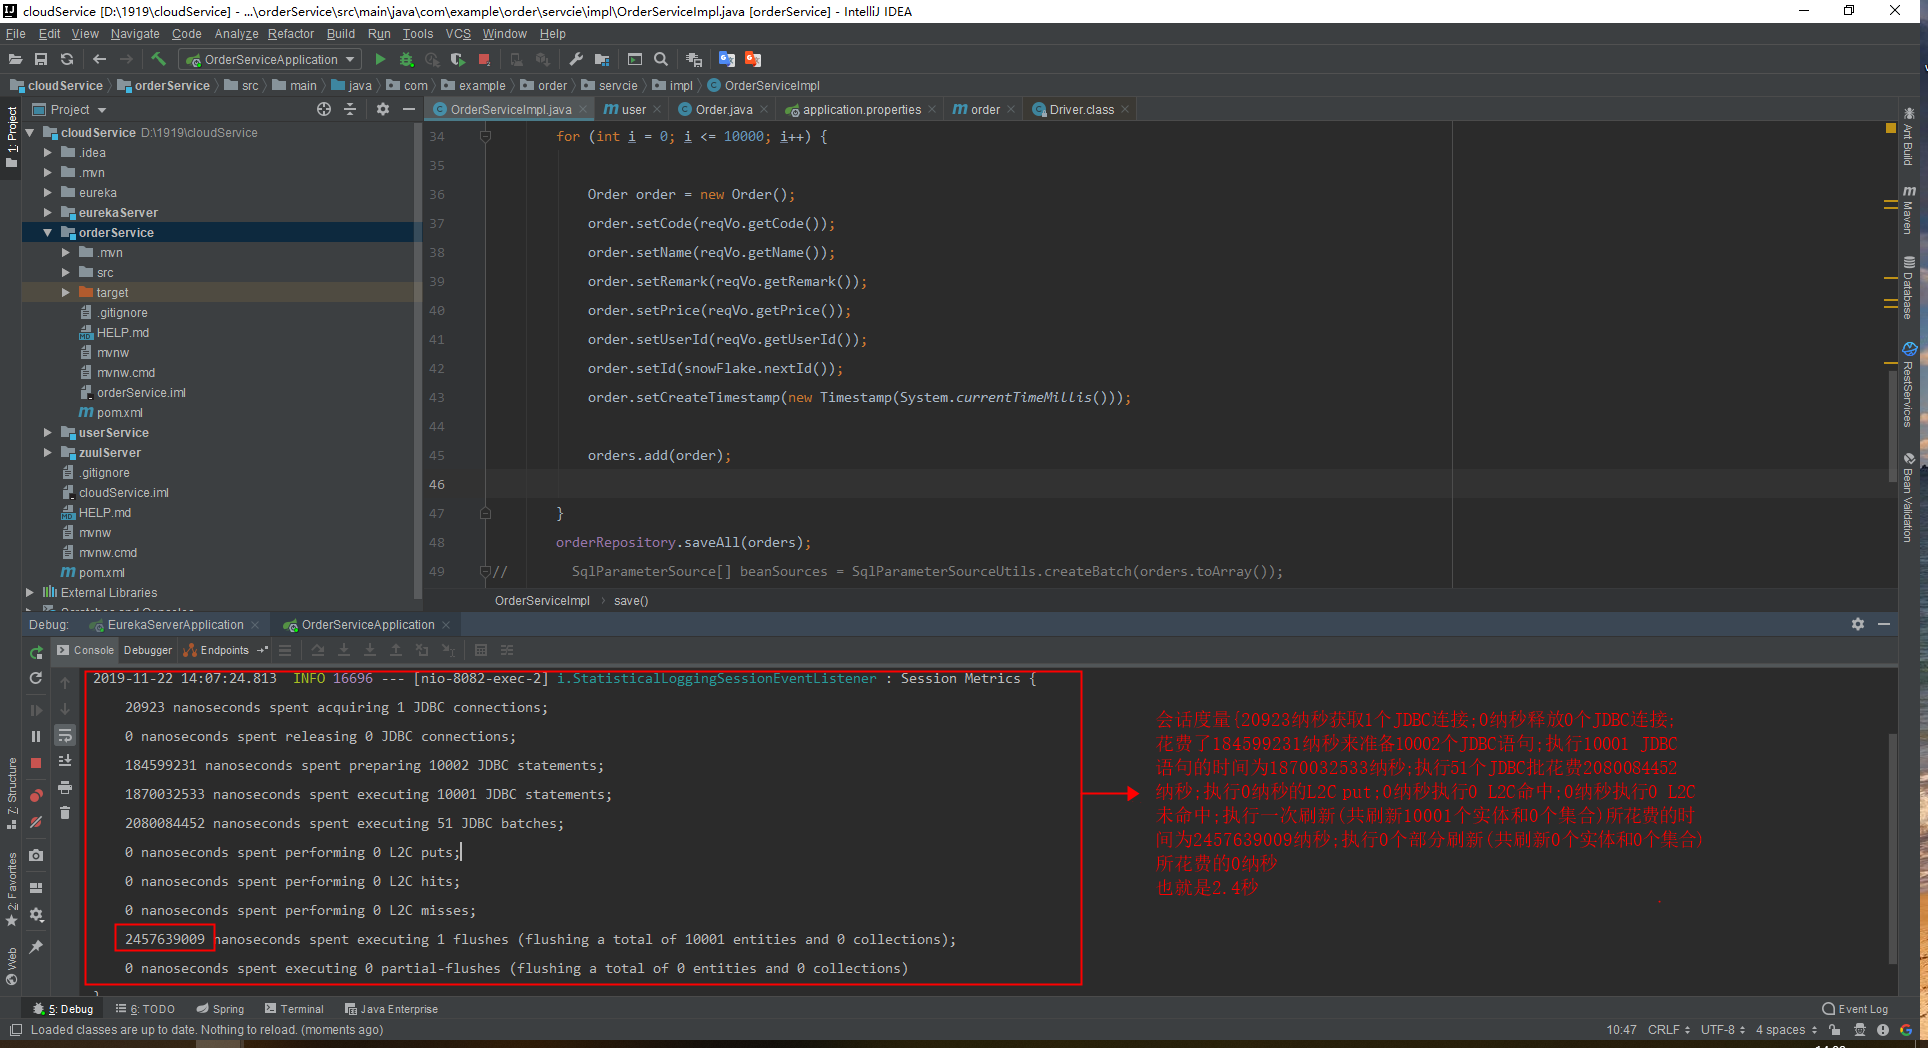 cloudService [D:\1919\cloudService] - ...\orderService\src\main\java\com\example\order\servcie\impl\OrderServiceImpl.java [orderService] - IntelliJ IDEA
File Edit View Navigate Code Analyze Refactor Build Run Tools VCS Window Help
OrderServiceApplication
cloudService orderService src main java com example order servcie impl OrderServiceImpl
Project
OrderServiceImpl.java user Order.java application.properties order Driver.class
1: Project
cloudService D:\1919\cloudService
.idea
.mvn
eureka
eurekaServer
orderService
.mvn
src
target
.gitignore
HELP.md
mvnw
mvnw.cmd
orderService.iml
pom.xml
userService
zuulServer
.gitignore
cloudService.iml
HELP.md
mvnw
mvnw.cmd
pom.xml
External Libraries
Scratches and Consoles
34 for (int i = 0; i <= 10000; i++) {
35
36 Order order = new Order();
37 order.setCode(reqVo.getCode());
38 order.setName(reqVo.getName());
39 order.setRemark(reqVo.getRemark());
40 order.setPrice(reqVo.getPrice());
41 order.setUserId(reqVo.getUserId());
42 order.setId(snowFlake.nextId());
43 order.setCreateTimestamp(new Timestamp(System.currentTimeMillis()));
44
45 orders.add(order);
46
47 }
48 orderRepository.saveAll(orders);
49 // SqlParameterSource[] beanSources = SqlParameterSourceUtils.createBatch(orders.toArray());
OrderServiceImpl › save()
Ant Build
Maven
Database
RestServices
Bean Validation
Debug: EurekaServerApplication OrderServiceApplication
Console Debugger Endpoints
2019-11-22 14:07:24.813 INFO 16696 --- [nio-8082-exec-2] i.StatisticalLoggingSessionEventListener : Session Metrics {
20923 nanoseconds spent acquiring 1 JDBC connections;
0 nanoseconds spent releasing 0 JDBC connections;
184599231 nanoseconds spent preparing 10002 JDBC statements;
1870032533 nanoseconds spent executing 10001 JDBC statements;
2080084452 nanoseconds spent executing 51 JDBC batches;
0 nanoseconds spent performing 0 L2C puts;
0 nanoseconds spent performing 0 L2C hits;
0 nanoseconds spent performing 0 L2C misses;
2457639009 nanoseconds spent executing 1 flushes (flushing a total of 10001 entities and 0 collections);
0 nanoseconds spent executing 0 partial-flushes (flushing a total of 0 entities and 0 collections)
}
会话度量{20923纳秒获取1个JDBC连接;0纳秒释放0个JDBC连接;
花费了184599231纳秒来准备10002个JDBC语句;执行10001 JDBC
语句的时间为1870032533纳秒;执行51个JDBC批花费2080084452
纳秒;执行0纳秒的L2C put;0纳秒执行0 L2C命中;0纳秒执行0 L2C
未命中;执行一次刷新(共刷新10001个实体和0个集合)所花费的时
间为2457639009纳秒;执行0个部分刷新(共刷新0个实体和0个集合)
所花费的0纳秒
也就是2.4秒
7: Structure
2: Favorites
Web
5: Debug 6: TODO Spring Terminal Java Enterprise Event Log
Loaded classes are up to date. Nothing to reload. (moments ago) 10:47 CRLF UTF-8 4 spaces